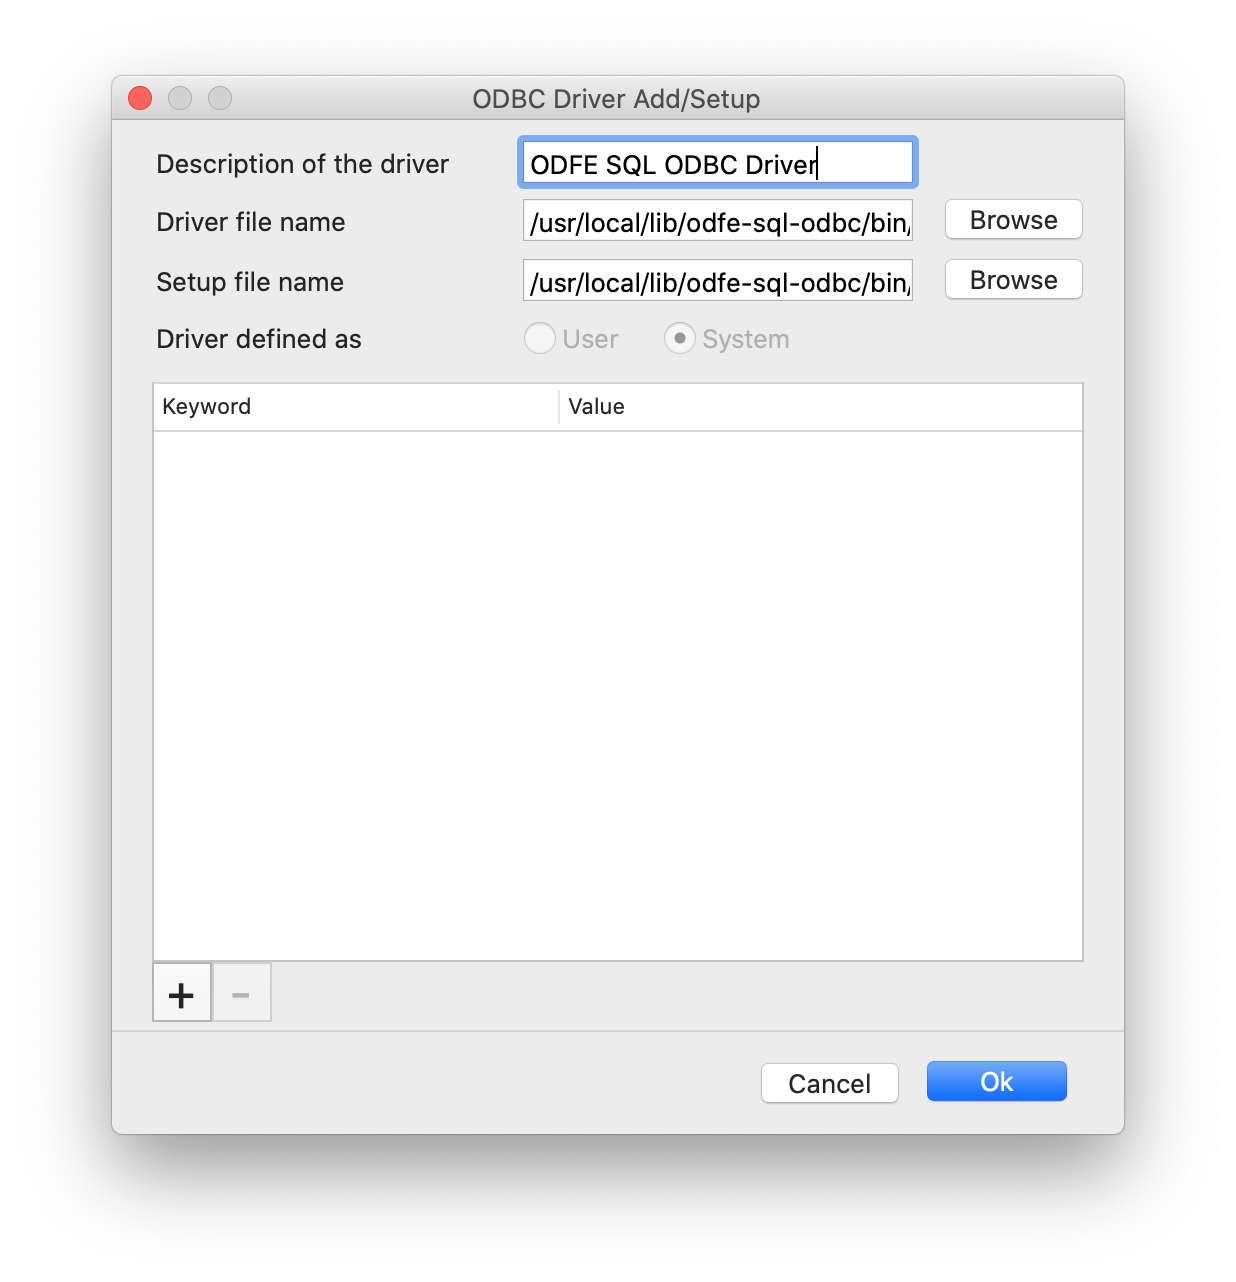 ODBC Driver Add/Setup
Description of the driver ODFE SQL ODBC Driver
Driver file name /usr/local/lib/odfe-sql-odbc/bin/ Browse
Setup file name /usr/local/lib/odfe-sql-odbc/bin/ Browse
Driver defined as User System
Keyword Value
+ −
Cancel Ok